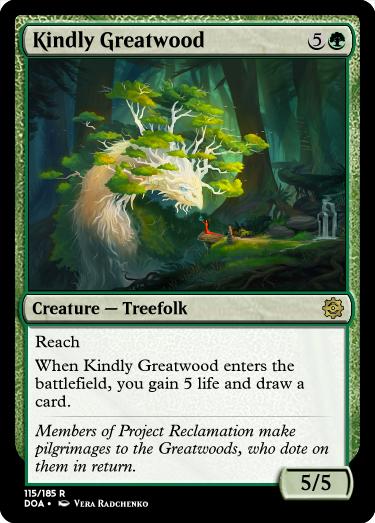 Kindly Greatwood 5
Creature — Treefolk
Reach
When Kindly Greatwood enters the
battlefield, you gain 5 life and draw a
card.
Members of Project Reclamation make
pilgrimages to the Greatwoods, who dote on
them in return.
5/5
115/185 R
DOA • Vera Radchenko